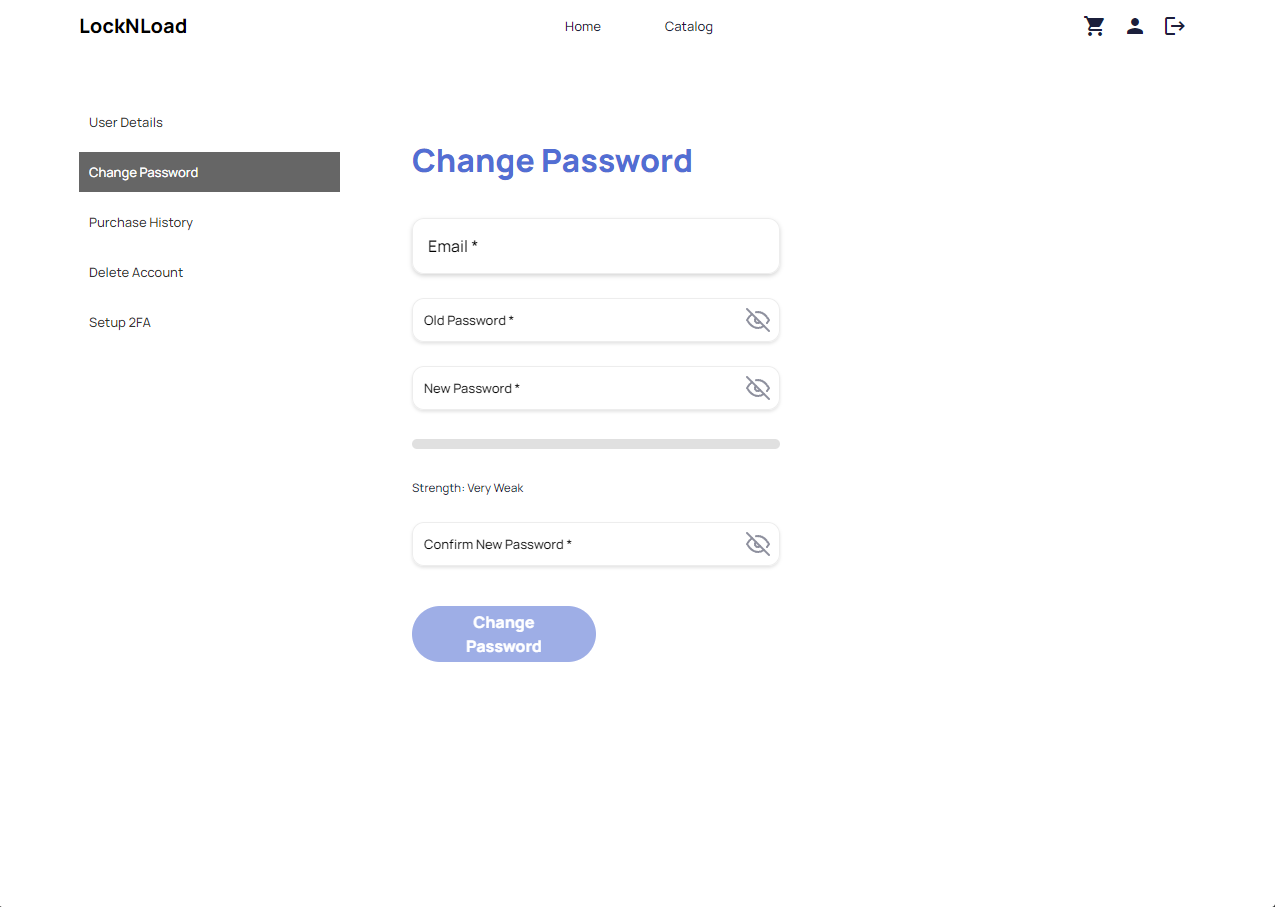 LockNLoad
Home
Catalog
User Details
Change Password
Purchase History
Delete Account
Setup 2FA
Change Password
Email *
Old Password *
New Password *
Strength: Very Weak
Confirm New Password *
Change
Password